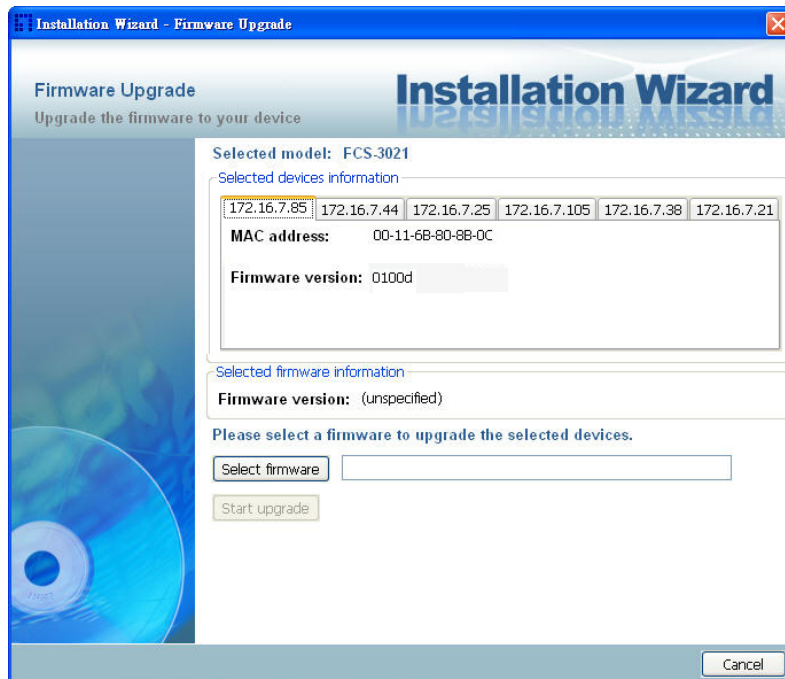 Installation Wizard - Firmware Upgrade
Firmware Upgrade
Upgrade the firmware to your device
Installation Wizard
Selected model: FCS-3021
Selected devices information
172.16.7.85 172.16.7.44 172.16.7.25 172.16.7.105 172.16.7.38 172.16.7.21
MAC address: 00-11-6B-80-8B-0C
Firmware version: 0100d
Selected firmware information
Firmware version: (unspecified)
Please select a firmware to upgrade the selected devices.
Select firmware
Start upgrade
Cancel